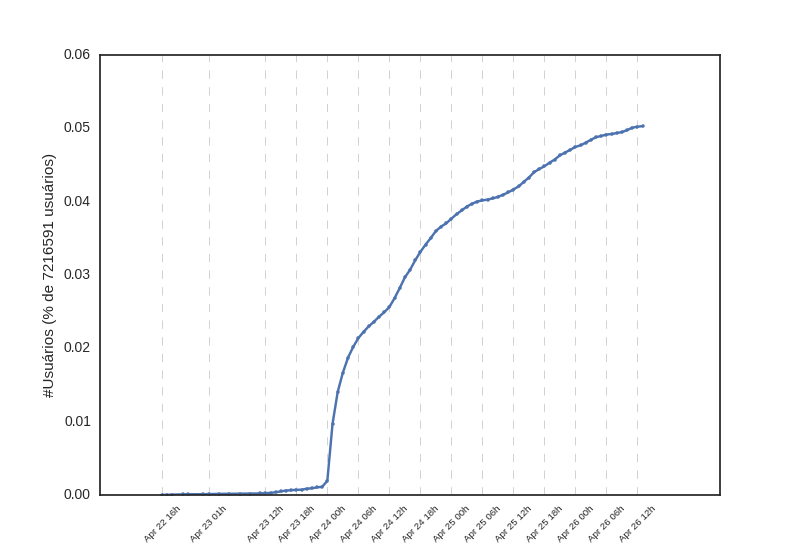 0.06
0.05
0.04
0.03
0.02
0.01
0.00
#Usuários (% de 7216591 usuários)
Apr 22 16h
Apr 23 01h
Apr 23 12h
Apr 23 18h
Apr 24 00h
Apr 24 06h
Apr 24 12h
Apr 24 18h
Apr 25 00h
Apr 25 06h
Apr 25 12h
Apr 25 18h
Apr 26 00h
Apr 26 06h
Apr 26 12h